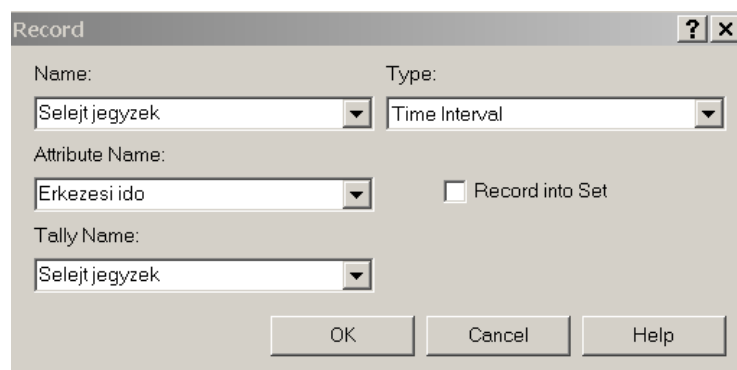 Record
Name: Type:
Selejt jegyzek Time Interval
Attribute Name:
Erkezesi ido Record into Set
Tally Name:
Selejt jegyzek
OK Cancel Help